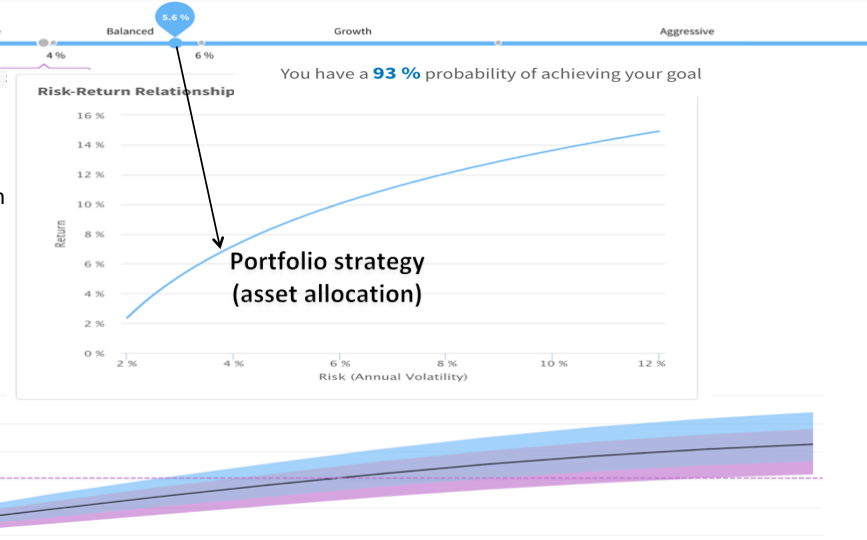 5.6 %
Balanced
Growth
Aggressive
4 %
6 %
You have a 93 % probability of achieving your goal
Risk-Return Relationship
16 %
14 %
12 %
10 %
8 %
6 %
4 %
2 %
0 %
Return
Portfolio strategy
(asset allocation)
2 %
4 %
6 %
8 %
10 %
12 %
Risk (Annual Volatility)